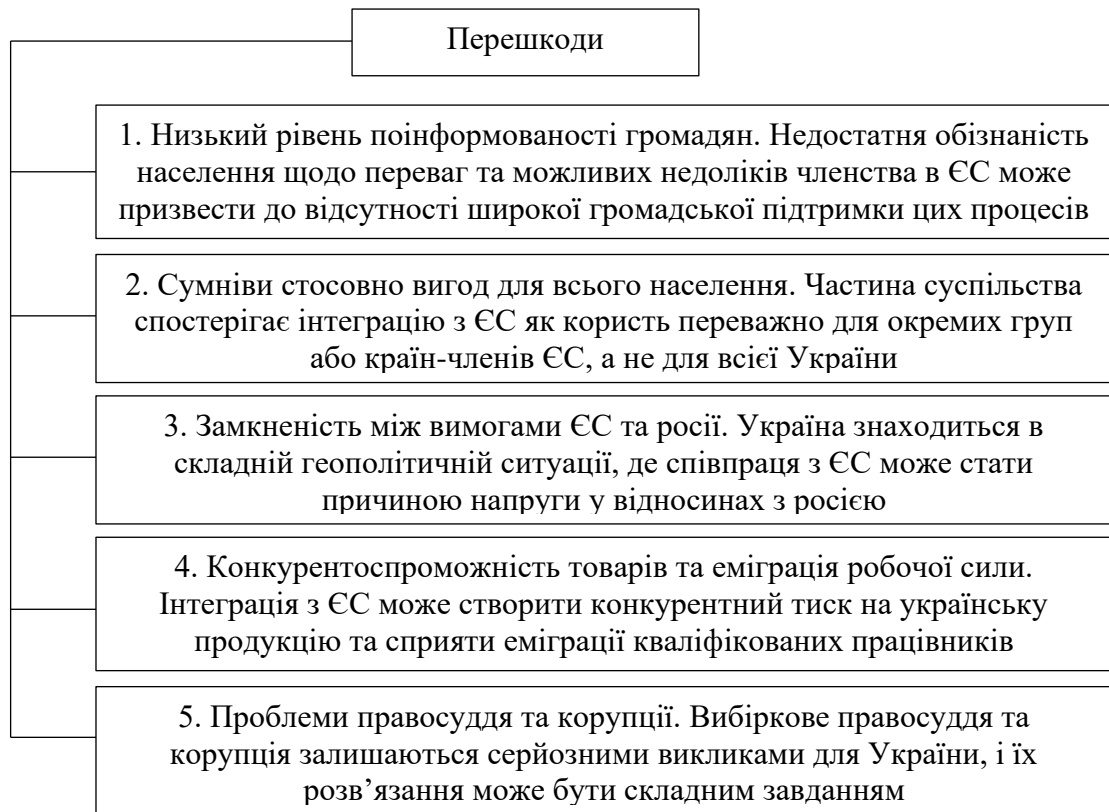 Перешкоди
1. Низький рівень поінформованості громадян. Недостатня обізнаність
населення щодо переваг та можливих недоліків членства в ЄС може
призвести до відсутності широкої громадської підтримки цих процесів
2. Сумніви стосовно вигод для всього населення. Частина суспільства
спостерігає інтеграцію з ЄС як користь переважно для окремих груп
або країн-членів ЄС, а не для всієї України
3. Замкненість між вимогами ЄС та росії. Україна знаходиться в
складній геополітичній ситуації, де співпраця з ЄС може стати
причиною напруги у відносинах з росією
4. Конкурентоспроможність товарів та еміграція робочої сили.
Інтеграція з ЄС може створити конкурентний тиск на українську
продукцію та сприяти еміграції кваліфікованих працівників
5. Проблеми правосуддя та корупції. Вибіркове правосуддя та
корупція залишаються серйозними викликами для України, і їх
розв’язання може бути складним завданням